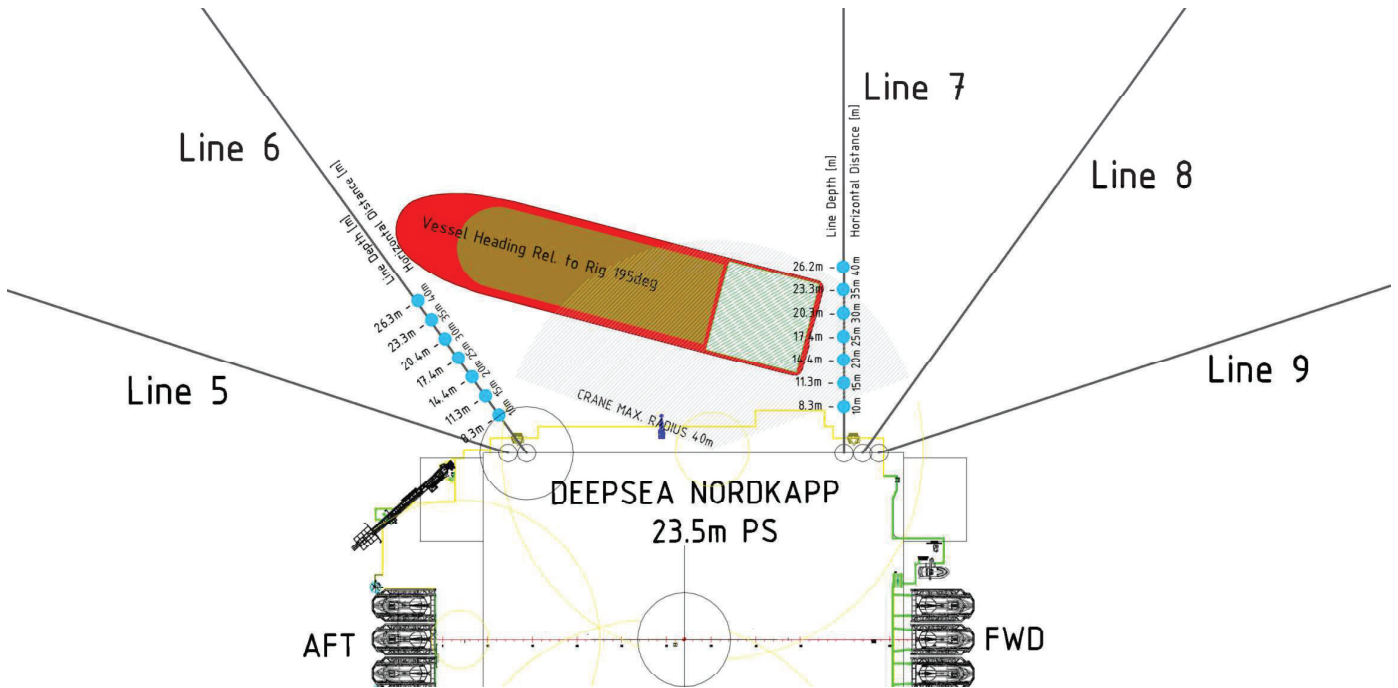 Line 7
Line 6
Line 8
Line 9
Line 5
Line Depth [m]
Horizontal Distance [m]
26.2m 40m
23.3m 35m
20.3m 30m
17.4m 25m
14.4m 20m
11.3m 15m
8.3m 10m
Horizontal Distance [m]
Line Depth [m]
26.3m 40m
23.3m 35m
20.4m 30m
17.4m 25m
14.4m 20m
11.3m 15m
8.3m 10m
Vessel Heading Rel. to Rig 195deg
CRANE MAX. RADIUS 40m
DEEPSEA NORDKAPP
23.5m PS
AFT
FWD